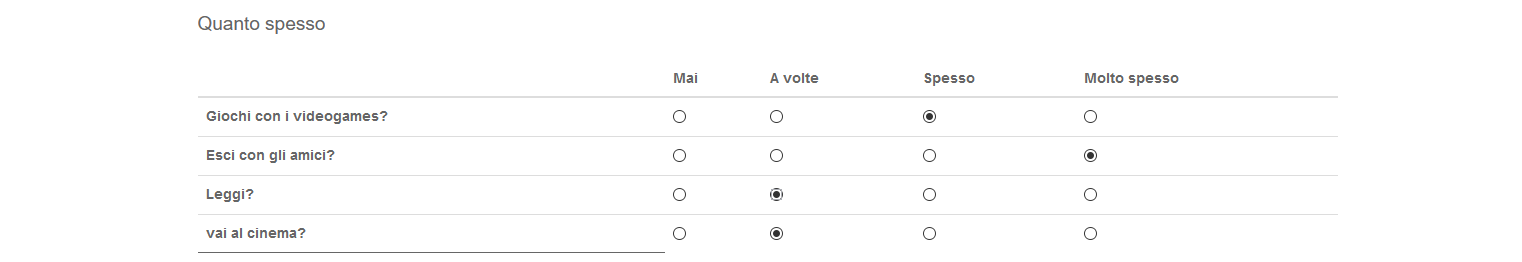 Quanto spesso
Mai A volte Spesso Molto spesso
Giochi con i videogames?
Esci con gli amici?
Leggi?
vai al cinema?